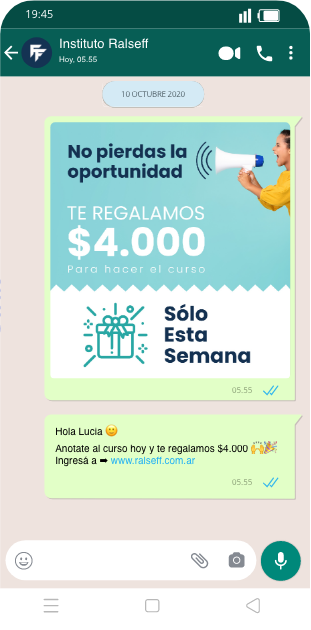 19:45
Instituto Ralseff
Hoy, 05.55
10 OCTUBRE 2020
No pierdas la
oportunidad
TE REGALAMOS
$4.000
Para hacer el curso
Sólo
Esta
Semana
05.55
Hola Lucia 🙂
Anotate al curso hoy y te regalamos $4.000 🙌🎉
Ingresá a ➡ www.ralseff.com.ar
05.55